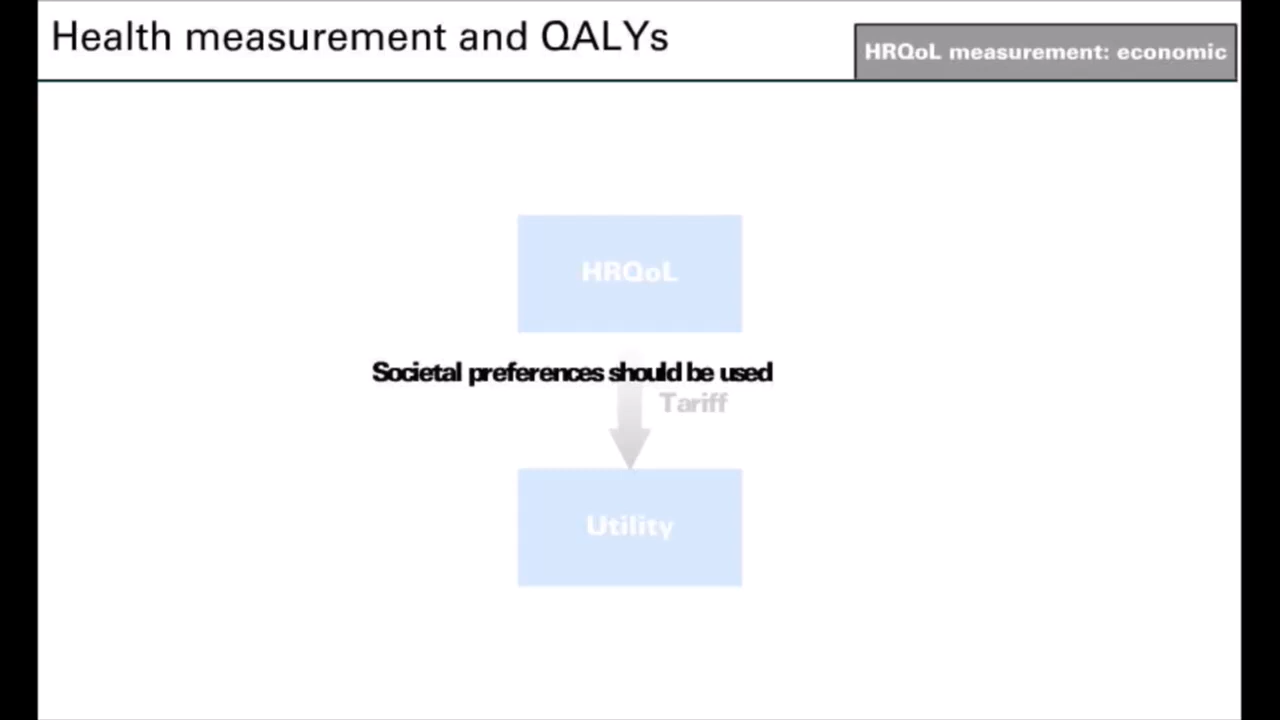 Health measurement and QALYs
HRQoL measurement: economic
HRQoL
Societal preferences should be used
Tariff
Utility